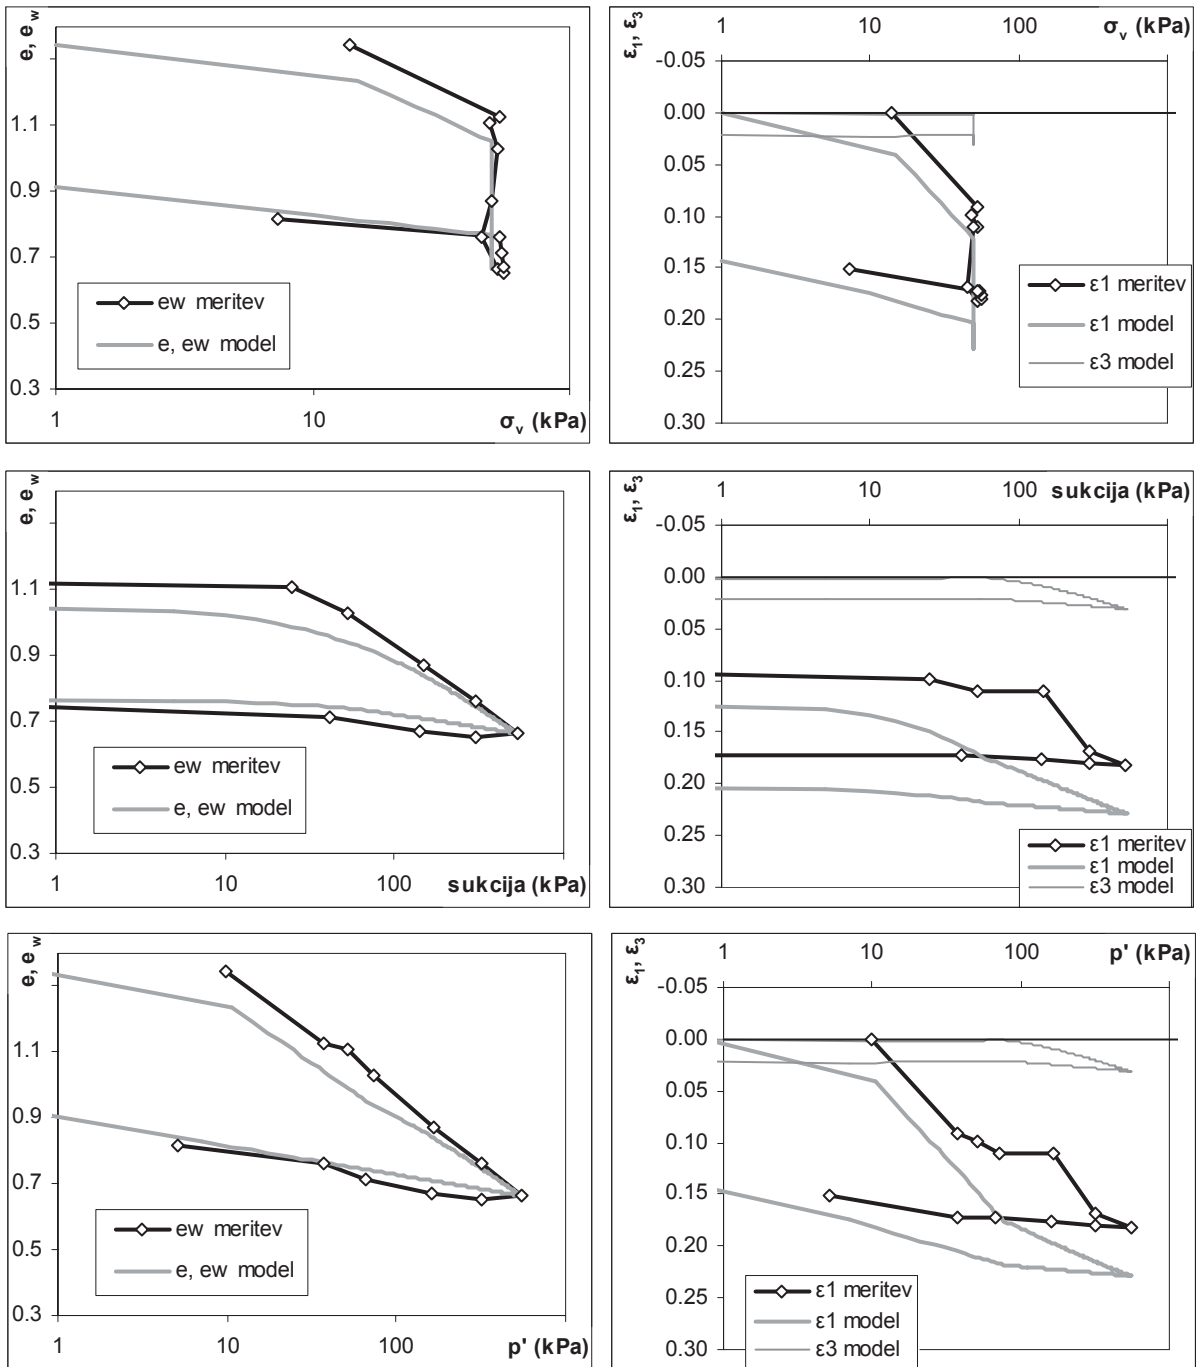 e, e_w
1.1
0.9
0.7
0.5
0.3
1
10
σ_v (kPa)
ew meritev
e, ew model
ε_1, ε_3
1
10
100
σ_v (kPa)
-0.05
0.00
0.05
0.10
0.15
0.20
0.25
0.30
ε1 meritev
ε1 model
ε3 model
e, e_w
1.1
0.9
0.7
0.5
0.3
1
10
100
sukcija (kPa)
ew meritev
e, ew model
ε_1, ε_3
1
10
100
sukcija (kPa)
-0.05
0.00
0.05
0.10
0.15
0.20
0.25
0.30
ε1 meritev
ε1 model
ε3 model
e, e_w
1.1
0.9
0.7
0.5
0.3
1
10
100
p' (kPa)
ew meritev
e, ew model
ε_1, ε_3
1
10
100
p' (kPa)
-0.05
0.00
0.05
0.10
0.15
0.20
0.25
0.30
ε1 meritev
ε1 model
ε3 model